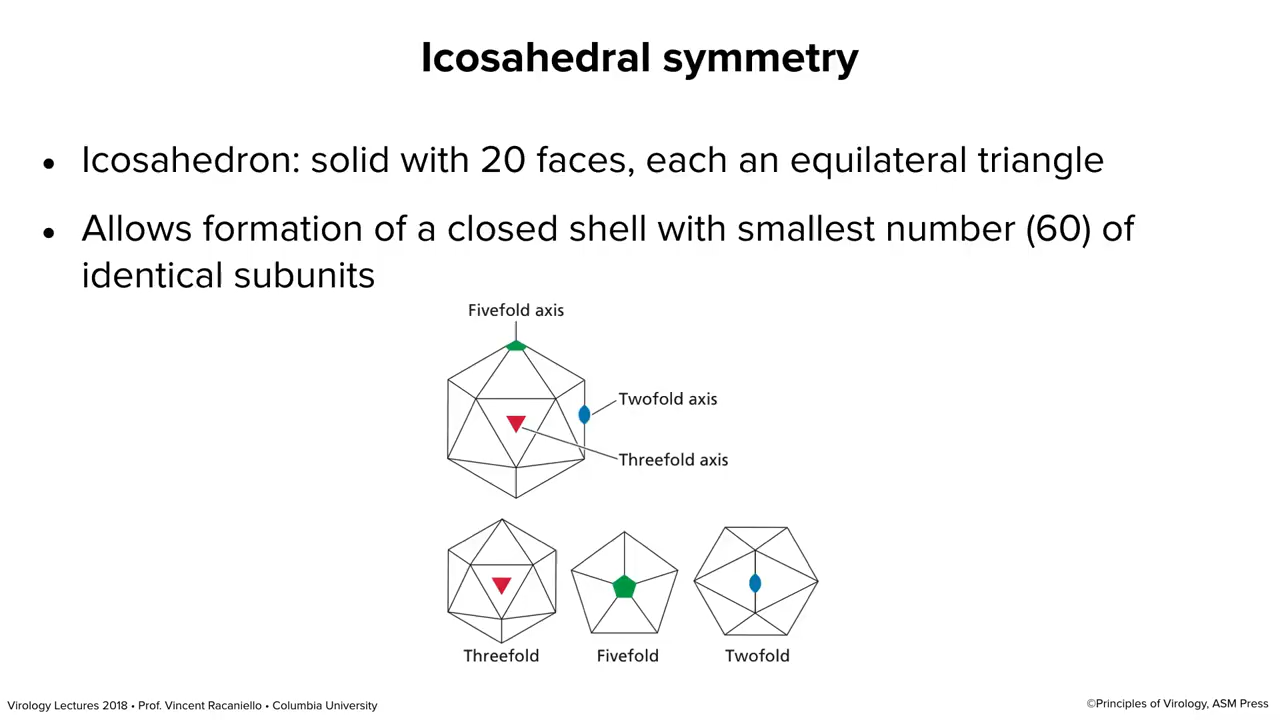 Icosahedral symmetry
• Icosahedron: solid with 20 faces, each an equilateral triangle
• Allows formation of a closed shell with smallest number (60) of
identical subunits
Fivefold axis
Twofold axis
Threefold axis
Threefold
Fivefold
Twofold
Virology Lectures 2018 • Prof. Vincent Racaniello • Columbia University
©Principles of Virology, ASM Press